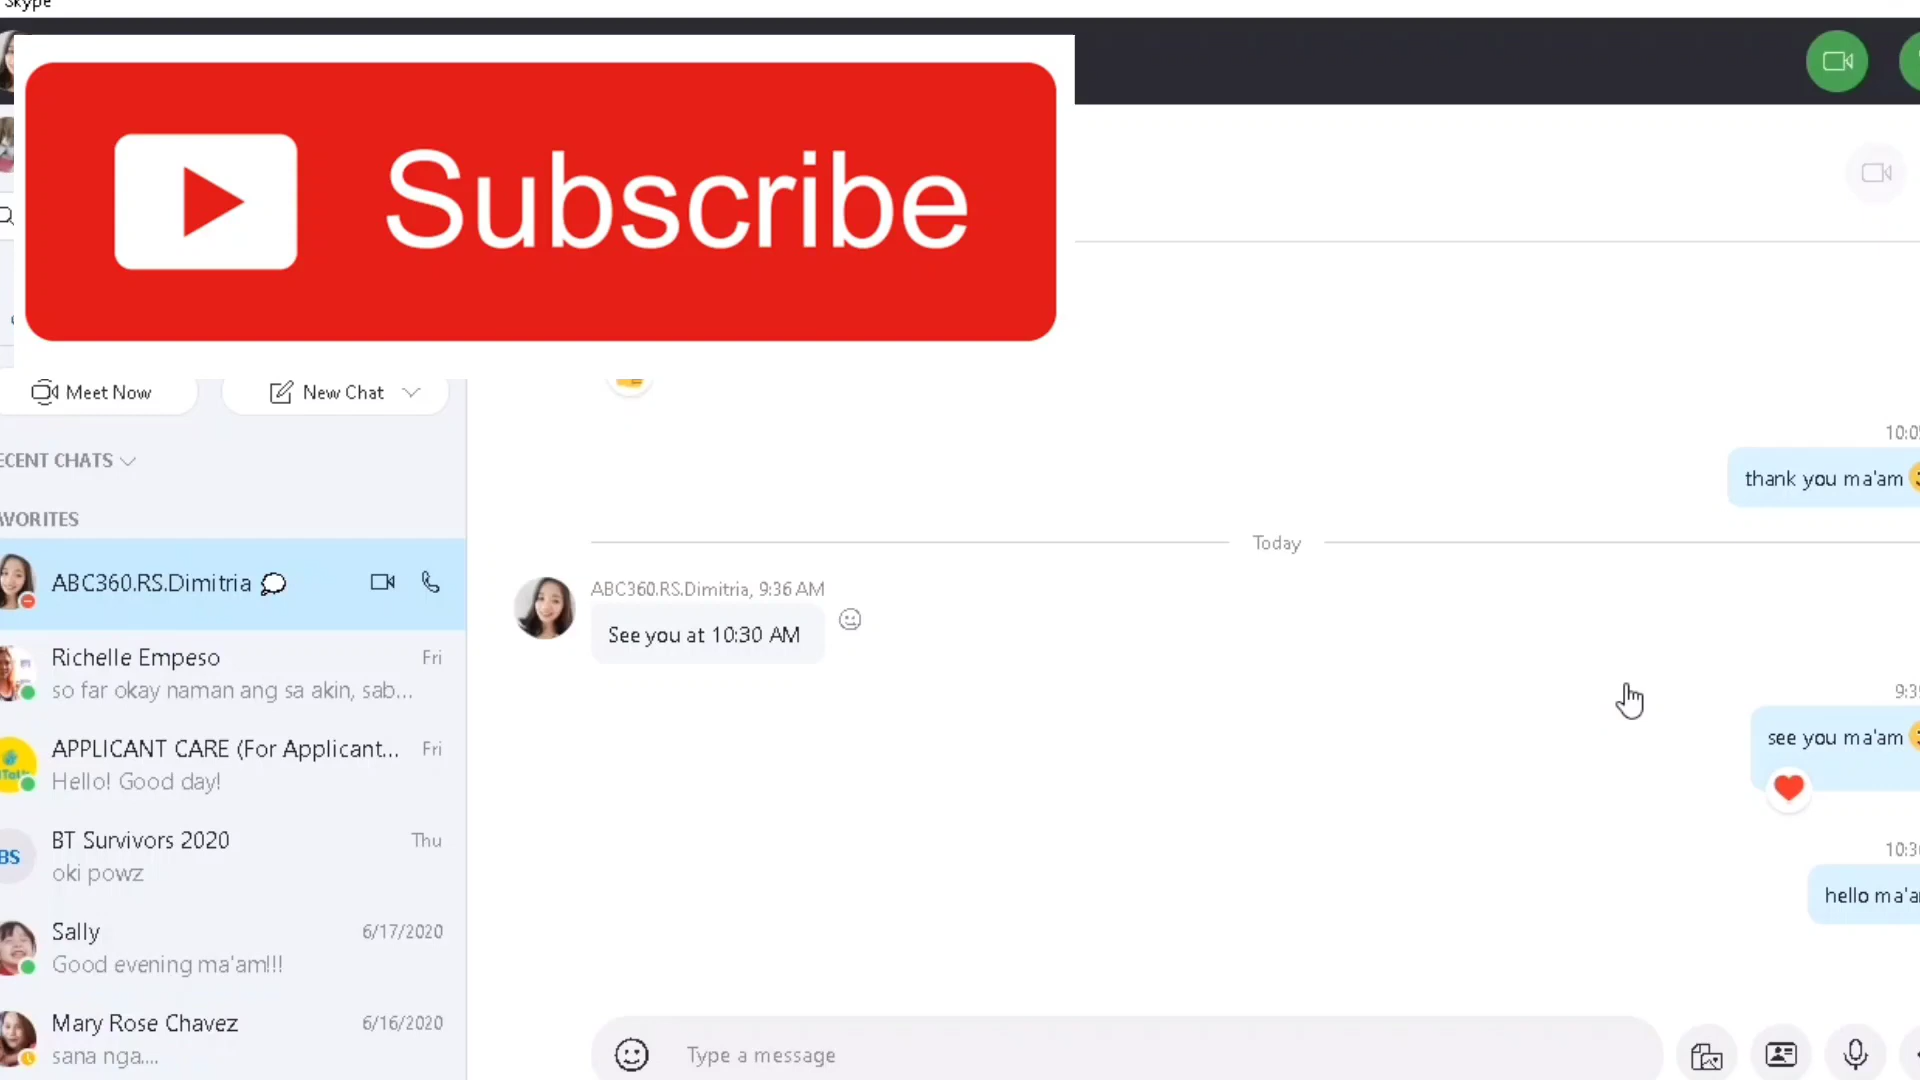 Skype
Subscribe
Meet Now
New Chat
ECENT CHATS
AVORITES
ABC360.RS.Dimitria
Richelle Empeso
Fri
so far okay naman ang sa akin, sab...
APPLICANT CARE (For Applicant...
Fri
Hello! Good day!
BS
BT Survivors 2020
Thu
oki powz
Sally
6/17/2020
Good evening ma'am!!!
Mary Rose Chavez
6/16/2020
sana nga....
thank you ma'am
Today
ABC360.RS.Dimitria, 9:36 AM
See you at 10:30 AM
see you ma'am
hello ma'a
Type a message